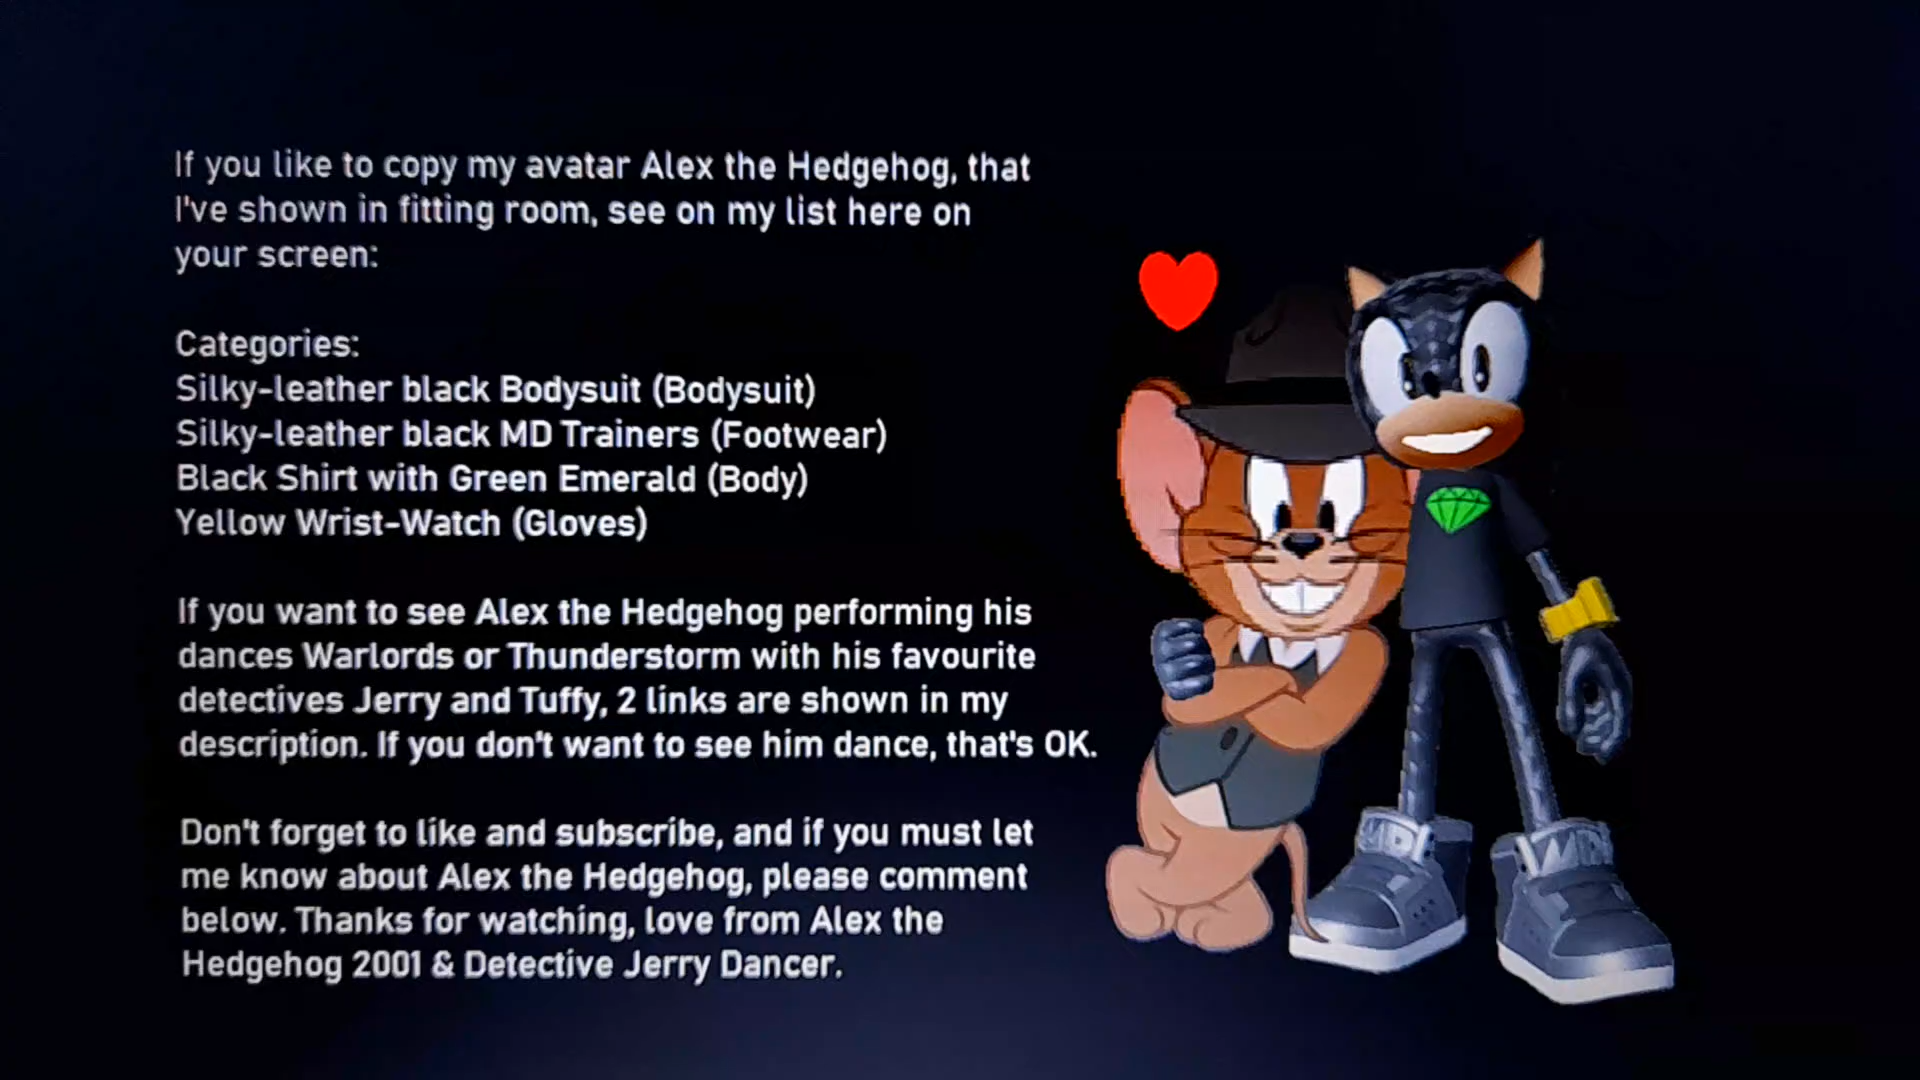 If you like to copy my avatar Alex the Hedgehog, that
I've shown in fitting room, see on my list here on
your screen:
Categories:
Silky-leather black Bodysuit (Bodysuit)
Silky-leather black MD Trainers (Footwear)
Black Shirt with Green Emerald (Body)
Yellow Wrist-Watch (Gloves)
If you want to see Alex the Hedgehog performing his
dances Warlords or Thunderstorm with his favourite
detectives Jerry and Tuffy, 2 links are shown in my
description. If you don't want to see him dance, that's OK.
Don't forget to like and subscribe, and if you must let
me know about Alex the Hedgehog, please comment
below. Thanks for watching, love from Alex the
Hedgehog 2001 & Detective Jerry Dancer.